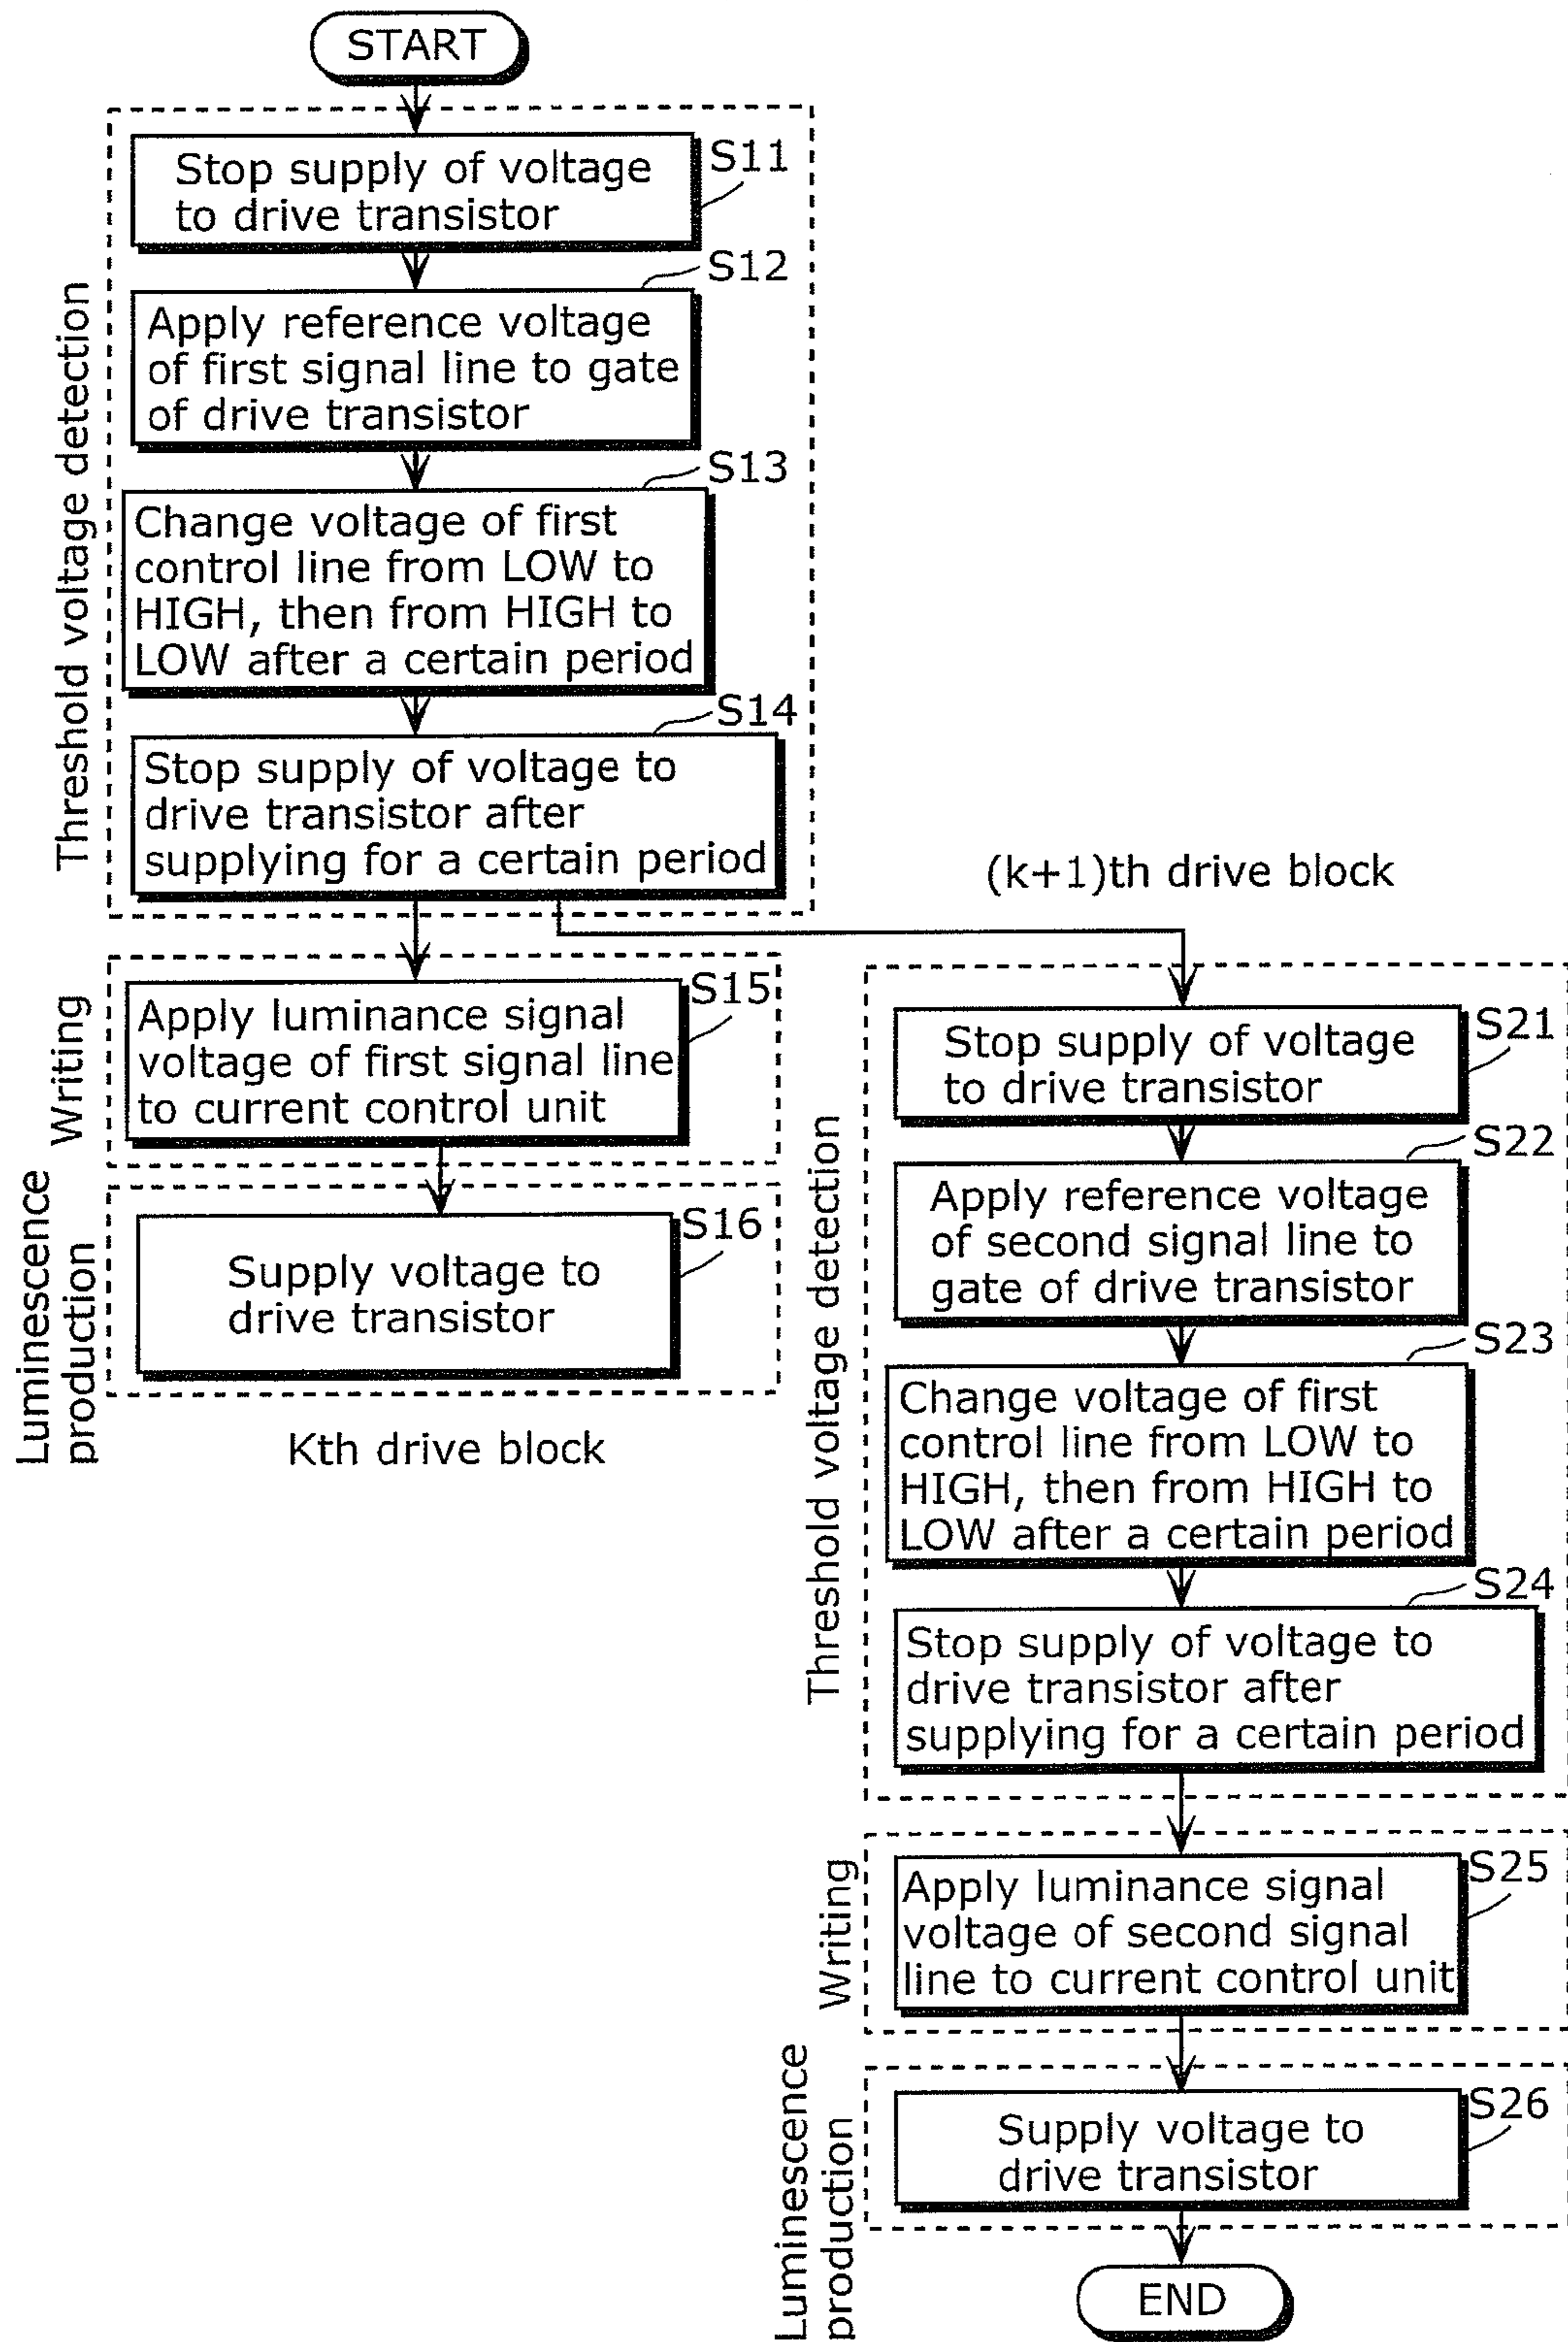 START
Threshold voltage detection
S11
Stop supply of voltage
to drive transistor
S12
Apply reference voltage
of first signal line to gate
of drive transistor
S13
Change voltage of first
control line from LOW to
HIGH, then from HIGH to
LOW after a certain period
S14
Stop supply of voltage to
drive transistor after
supplying for a certain period
Writing
S15
Apply luminance signal
voltage of first signal line
to current control unit
Luminescence
production
S16
Supply voltage to
drive transistor
Kth drive block
(k+1)th drive block
Threshold voltage detection
S21
Stop supply of voltage
to drive transistor
S22
Apply reference voltage
of second signal line to
gate of drive transistor
S23
Change voltage of first
control line from LOW to
HIGH, then from HIGH to
LOW after a certain period
S24
Stop supply of voltage to
drive transistor after
supplying for a certain period
Writing
S25
Apply luminance signal
voltage of second signal
line to current control unit
Luminescence
production
S26
Supply voltage to
drive transistor
END